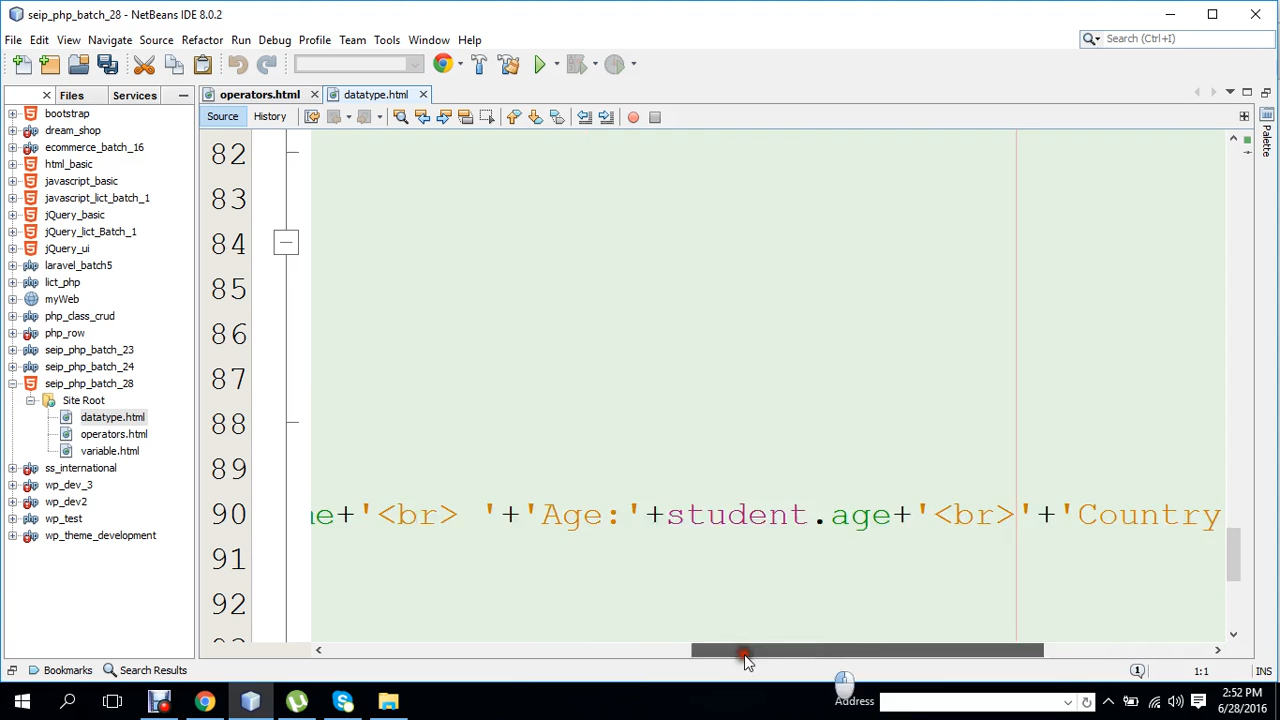 seip_php_batch_28 - NetBeans IDE 8.0.2
File Edit View Navigate Source Refactor Run Debug Profile Team Tools Window Help
Search (Ctrl+I)
Files Services
operators.html datatype.html
Source History
Palette
bootstrap
dream_shop
ecommerce_batch_16
html_basic
javascript_basic
javascript_lict_batch_1
jQuery_basic
jQuery_lict_Batch_1
jQuery_ui
laravel_batch5
lict_php
myWeb
php_class_crud
php_row
seip_php_batch_23
seip_php_batch_24
seip_php_batch_28
Site Root
datatype.html
operators.html
variable.html
ss_international
wp_dev_3
wp_dev2
wp_test
wp_theme_development
82
83
84
85
86
87
88
89
90 me+'<br> '+'Age:'+student.age+'<br>'+'Country
91
92
Bookmarks Search Results
1 1:1 INS
Address
2:52 PM
6/28/2016